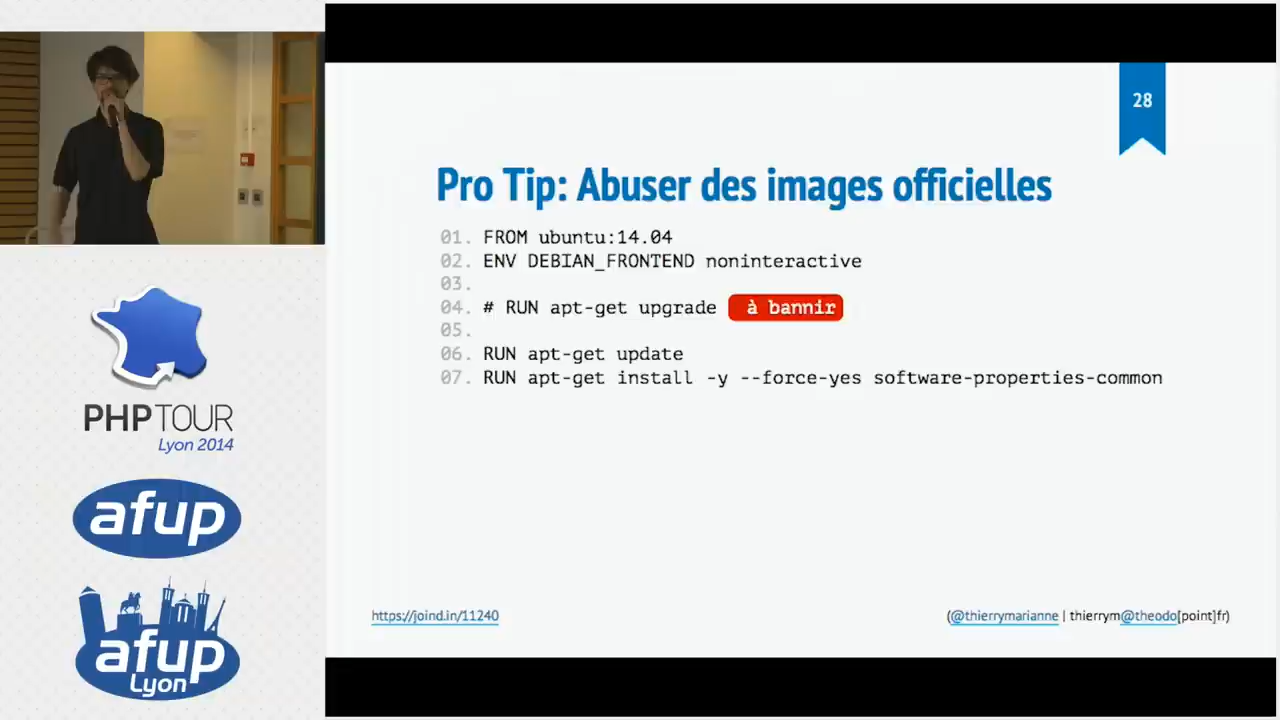 28
Pro Tip: Abuser des images officielles
01. FROM ubuntu:14.04
02. ENV DEBIAN_FRONTEND noninteractive
03.
04. # RUN apt-get upgrade à bannir
05.
06. RUN apt-get update
07. RUN apt-get install -y --force-yes software-properties-common
https://joind.in/11240
(@thierrymarianne | thierrym@theodo[point]fr)
PHPTOUR
Lyon 2014
afup
afup
Lyon